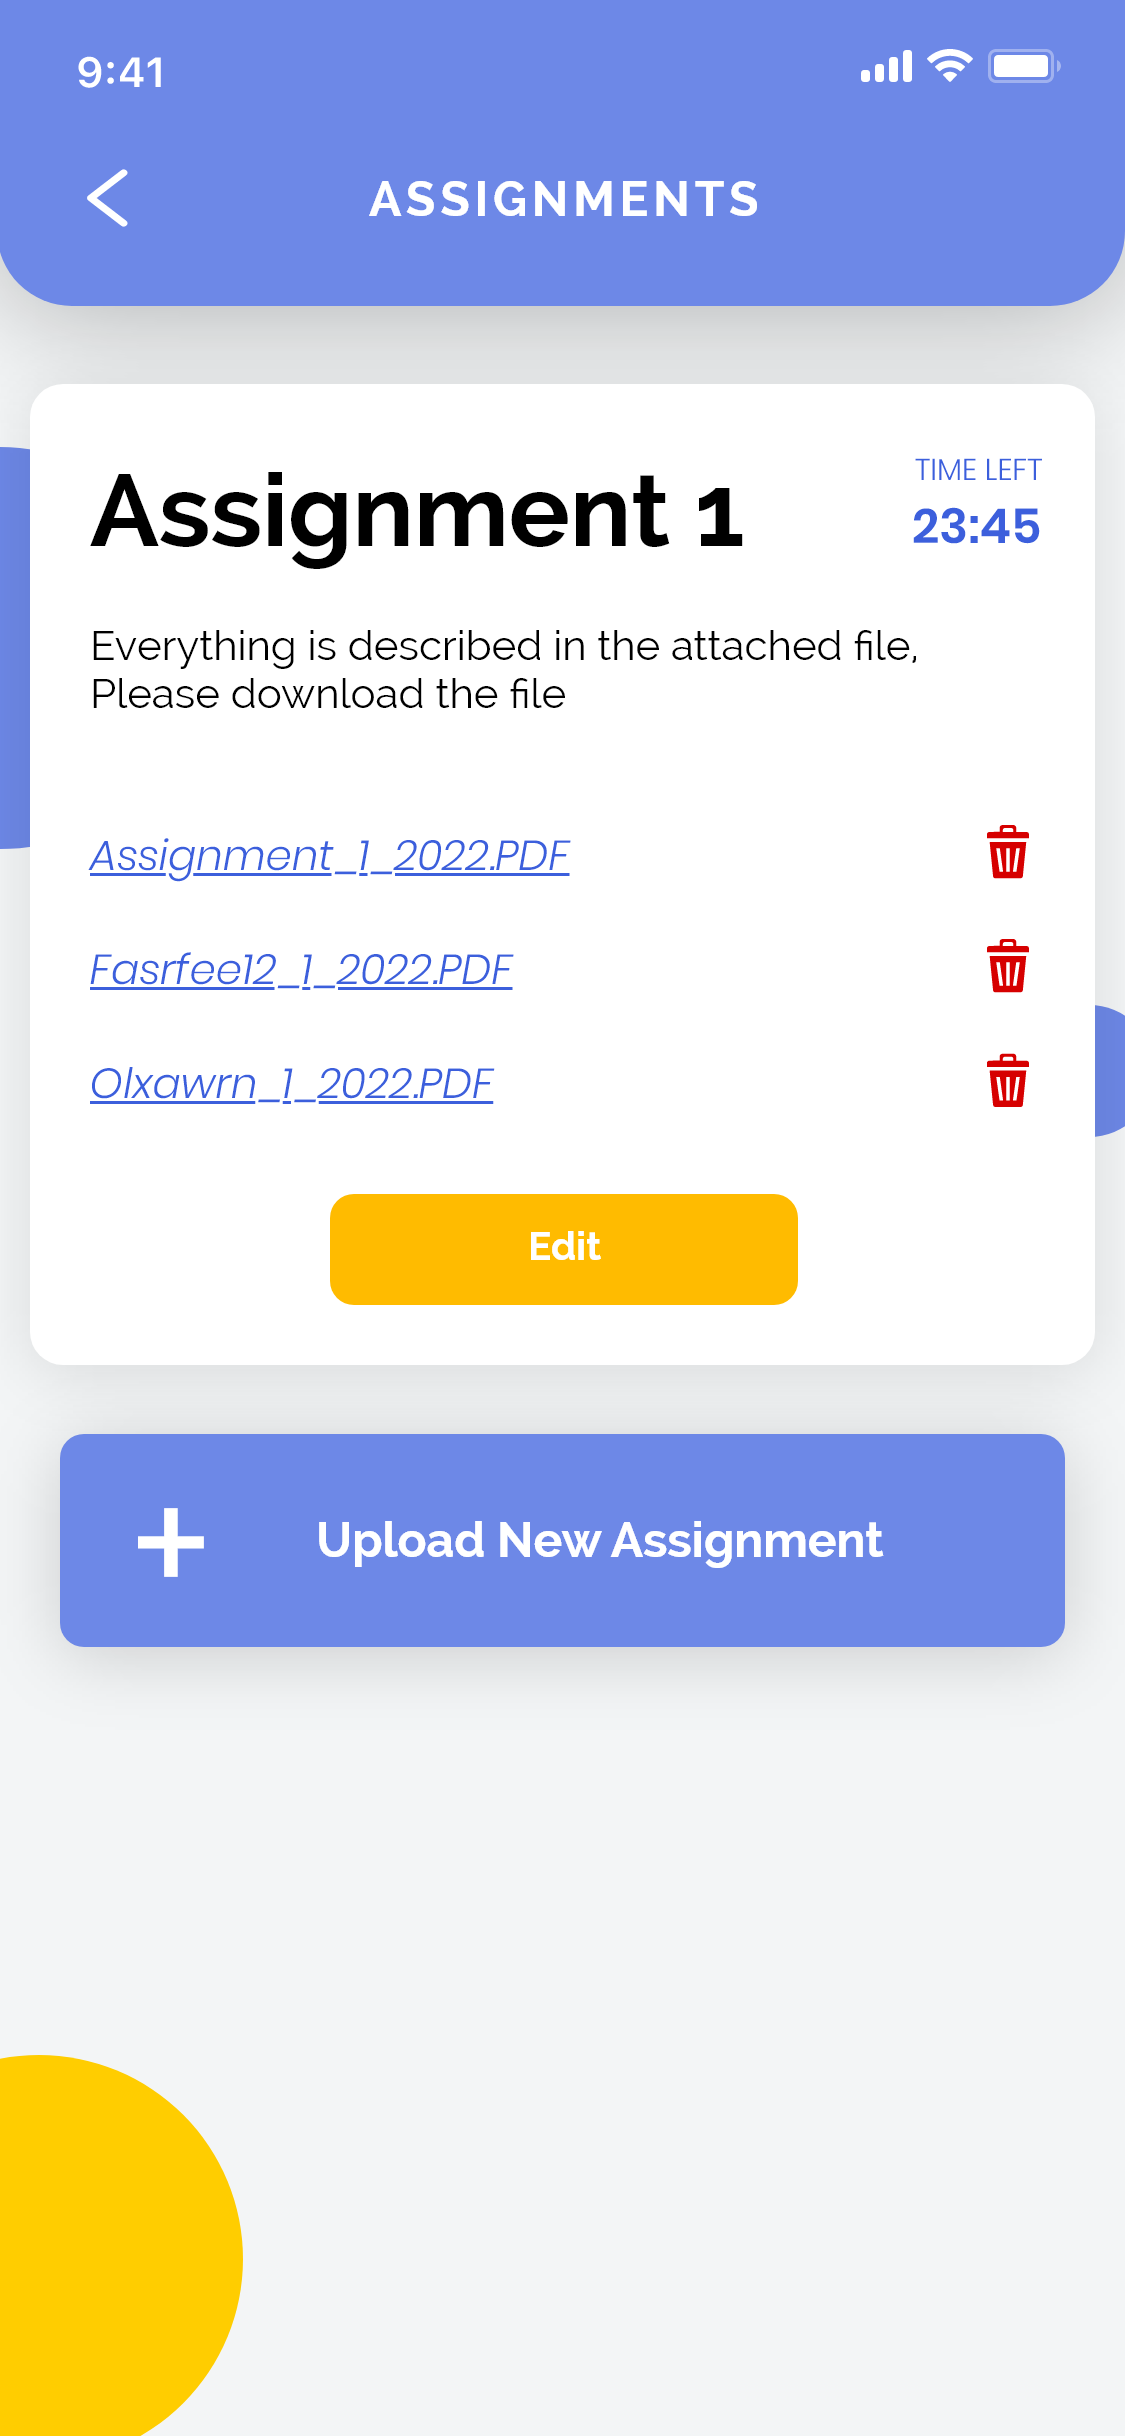 9:41
ASSIGNMENTS
Assignment 1
TIME LEFT
23:45
Everything is described in the attached file,
Please download the file
Assignment_1_2022.PDF
Fasrfee12_1_2022.PDF
Olxawrn_1_2022.PDF
Edit
Upload New Assignment